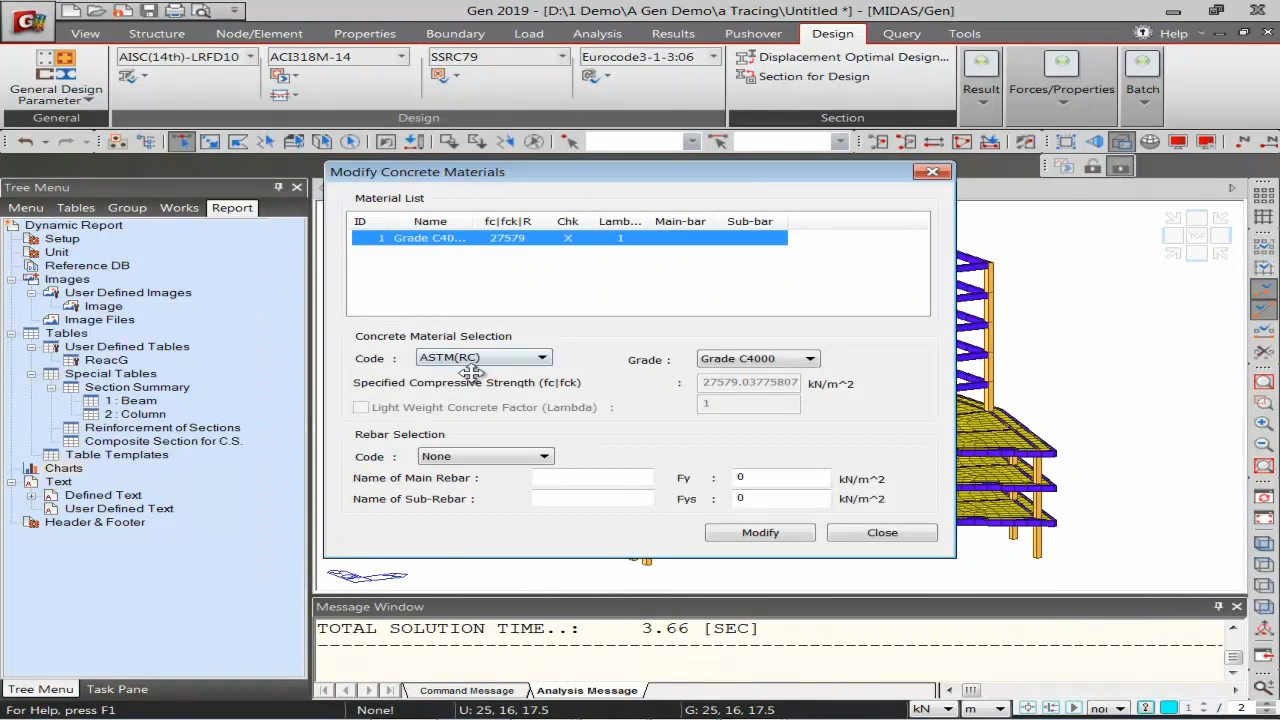 Gen 2019 - [D:\1 Demo\A Gen Demo\a Tracing\Untitled *] - [MIDAS/Gen]
View Structure Node/Element Properties Boundary Load Analysis Results Pushover Design Query Tools Help
AISC(14th)-LRFD10 ACI318M-14 SSRC79 Eurocode3-1-3:06 Displacement Optimal Design...
Section for Design
General Design
Parameter
Result Forces/Properties Batch
General Design Section
Tree Menu
Menu Tables Group Works Report
Dynamic Report
Setup
Unit
Reference DB
Images
User Defined Images
Image
Image Files
Tables
User Defined Tables
ReacG
Special Tables
Section Summary
1 : Beam
2 : Column
Reinforcement of Sections
Composite Section for C.S.
Table Templates
Charts
Text
Defined Text
User Defined Text
Header & Footer
Tree Menu Task Pane
Modify Concrete Materials
Material List
ID Name fc|fck|R Chk Lamb... Main-bar Sub-bar
1 Grade C40... 27579 X 1
Concrete Material Selection
Code : ASTM(RC) Grade : Grade C4000
Specified Compressive Strength (fc|fck) : 27579.03775807 kN/m^2
Light Weight Concrete Factor (Lambda) : 1
Rebar Selection
Code : None
Name of Main Rebar : Fy : 0 kN/m^2
Name of Sub-Rebar : Fys : 0 kN/m^2
Modify Close
TOP
Message Window
TOTAL SOLUTION TIME..: 3.66 [SEC]
Command Message Analysis Message
For Help, press F1 None! U: 25, 16, 17.5 G: 25, 16, 17.5 kN m nor 1 / 2